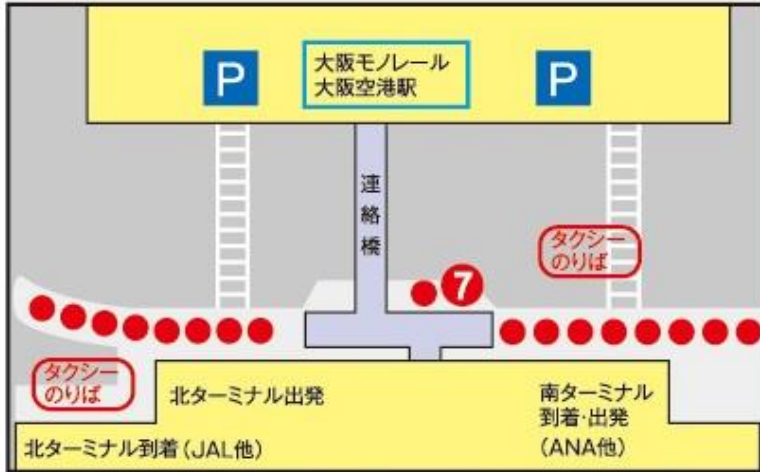 P
大阪モノレール
大阪空港駅
P
連絡橋
タクシー
のりば
7
タクシー
のりば
北ターミナル出発
南ターミナル
到着・出発
(ANA他)
北ターミナル到着(JAL他)